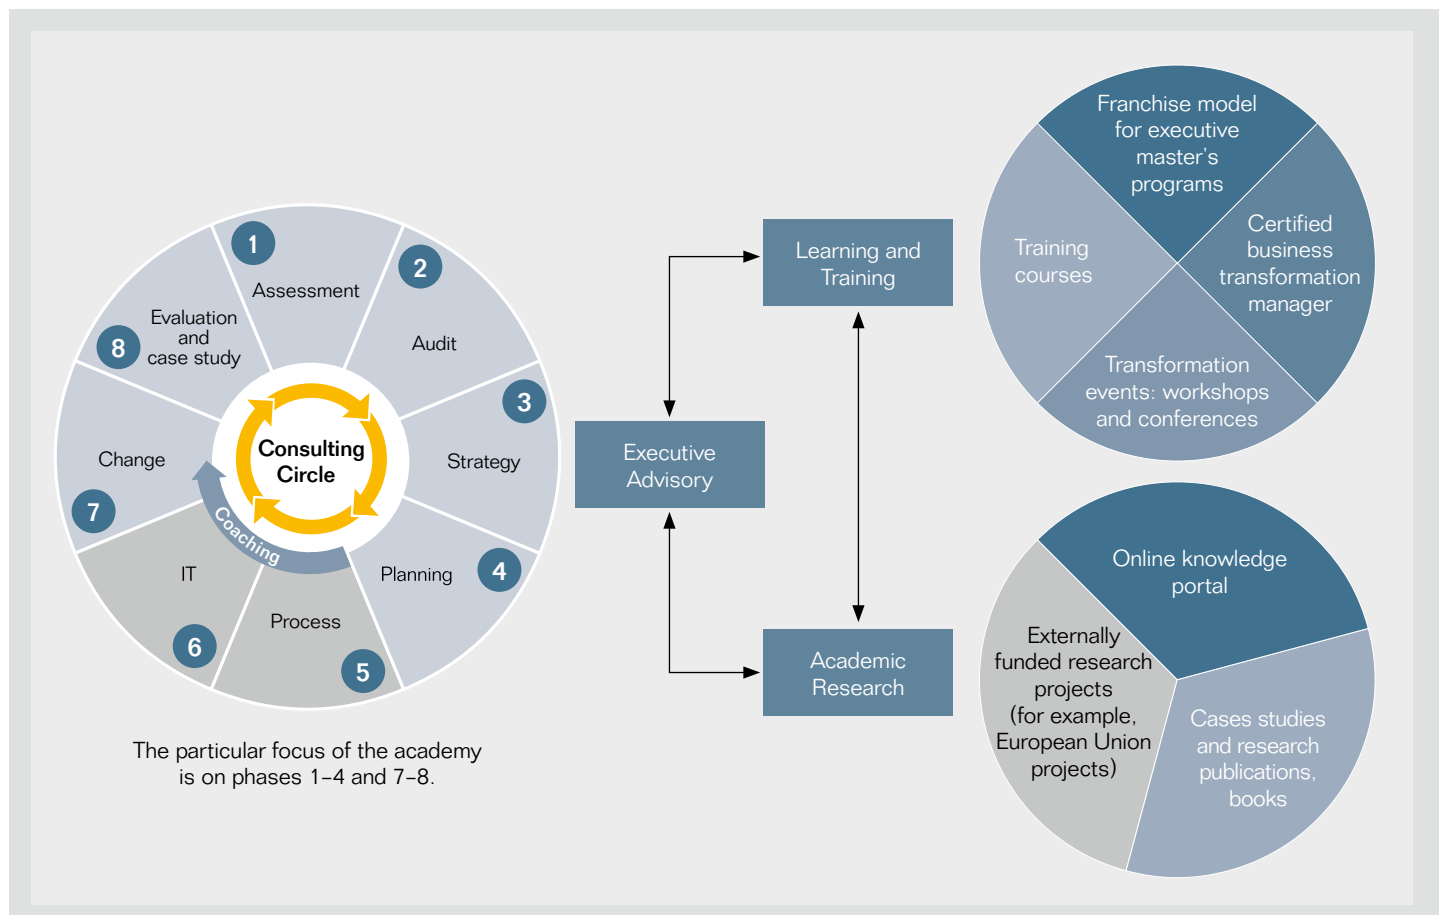 1
Assessment
2
Audit
3
Strategy
4
Planning
5
Process
6
IT
7
Change
8
Evaluation
and
case study
Consulting
Circle
Coaching
The particular focus of the academy
is on phases 1–4 and 7–8.
Learning and
Training
Executive
Advisory
Academic
Research
Franchise model
for executive
master's
programs
Certified
business
transformation
manager
Transformation
events: workshops
and conferences
Training
courses
Online knowledge
portal
Cases studies
and research
publications,
books
Externally
funded research
projects
(for example,
European Union
projects)